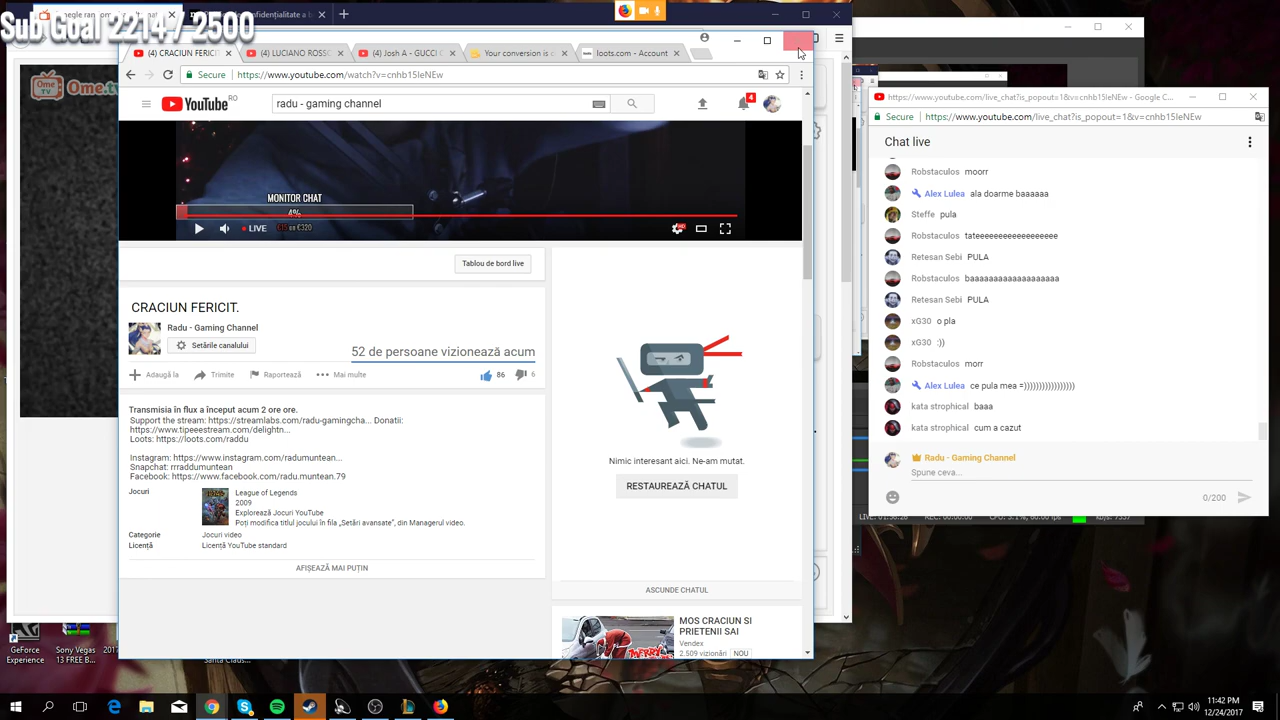 Sub Goal 2214 / 2500
(4) CRACIUN FERICIT.
(4) LUCIANO ROSSO
(4) Josh A - GUCCI G
Your conversion is c
loots.com - Account
Secure https://www.youtube.com/watch?v=cnhb15IeNEw
Ome.tv
YouTube RO
radu - gaming channel
4
MONITOR CHAT
4%
LIVE
Tablou de bord live
CRACIUN FERICIT.
Radu - Gaming Channel
Setările canalului
52 de persoane vizionează acum
Adaugă la
Trimite
Raportează
Mai multe
86
6
Transmisia în flux a început acum 2 ore ore.
Support the stream: https://streamlabs.com/radu-gamingcha... Donatii:
https://www.tipeeestream.com/delightn...
Loots: https://loots.com/raddu
Instagram: https://www.instagram.com/radumuntean...
Snapchat: rrraddumuntean
Facebook: https://www.facebook.com/radu.muntean.79
Jocuri
League of Legends
2009
Explorează Jocuri YouTube
Poți modifica titlul jocului în fila „Setări avansate", din Managerul video.
Categorie Jocuri video
Licență Licență YouTube standard
AFIȘEAZĂ MAI PUȚIN
Nimic interesant aici. Ne-am mutat.
RESTAUREAZĂ CHATUL
ASCUNDE CHATUL
MOS CRACIUN SI
PRIETENII SAI
Vendex
2.509 vizionări NOU
https://www.youtube.com/live_chat?is_popout=1&v=cnhb15IeNEw - Google C...
Secure https://www.youtube.com/live_chat?is_popout=1&v=cnhb15IeNEw
Chat live
Robstaculos moorr
Alex Lulea ala doarme baaaaaa
Steffe pula
Robstaculos tateeeeeeeeeeeeeeeeee
Retesan Sebi PULA
Robstaculos baaaaaaaaaaaaaaaaaaa
Retesan Sebi PULA
xG30 o pla
xG30 :))
Robstaculos morr
Alex Lulea ce pula mea =))))))))))))))))
kata strophical baaa
kata strophical cum a cazut
Radu - Gaming Channel
Spune ceva...
0/200
GeForce
Experience
Sony Vegas
13 FREE B...
Santa Claus...
11:42 PM
12/24/2017